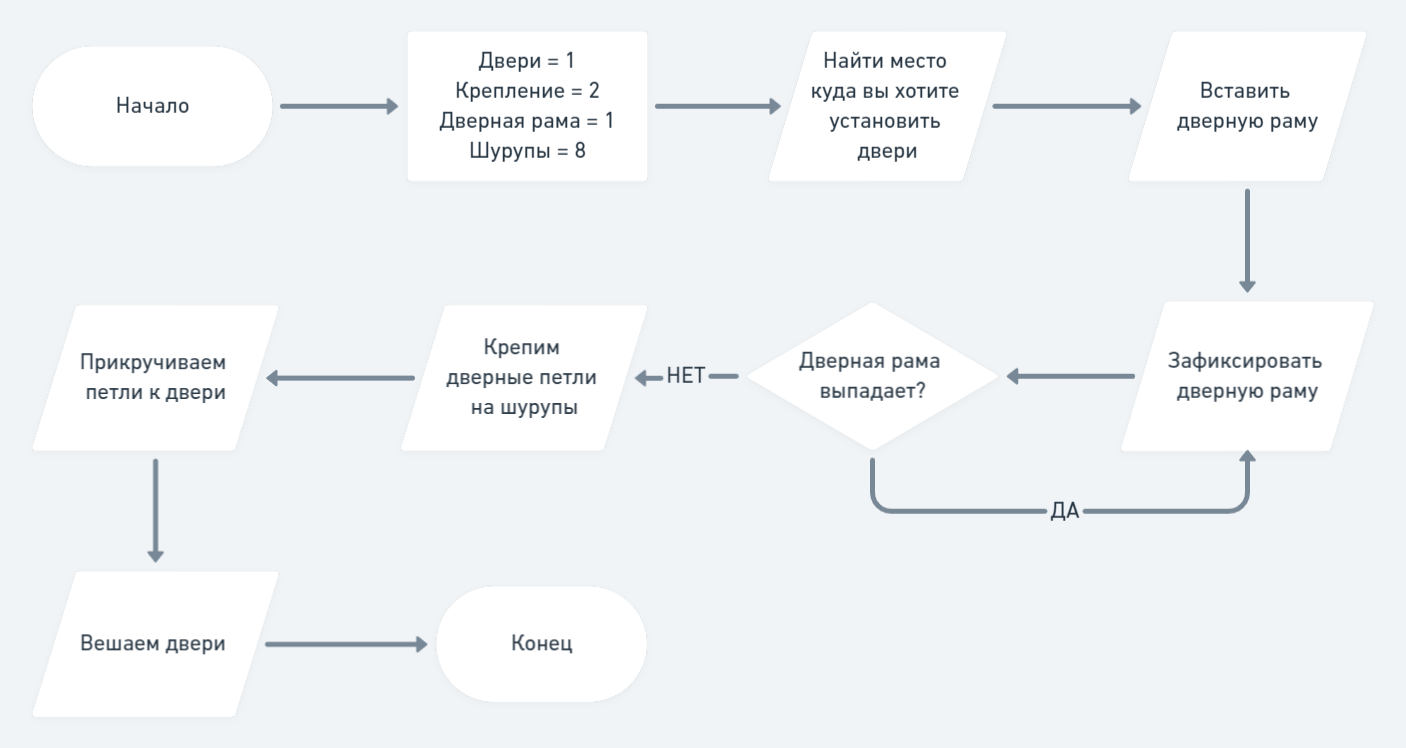 Начало
Двери = 1
Крепление = 2
Дверная рама = 1
Шурупы = 8
Найти место
куда вы хотите
установить
двери
Вставить
дверную раму
Зафиксировать
дверную раму
Дверная рама
выпадает?
ДА
НЕТ
Крепим
дверные петли
на шурупы
Прикручиваем
петли к двери
Вешаем двери
Конец